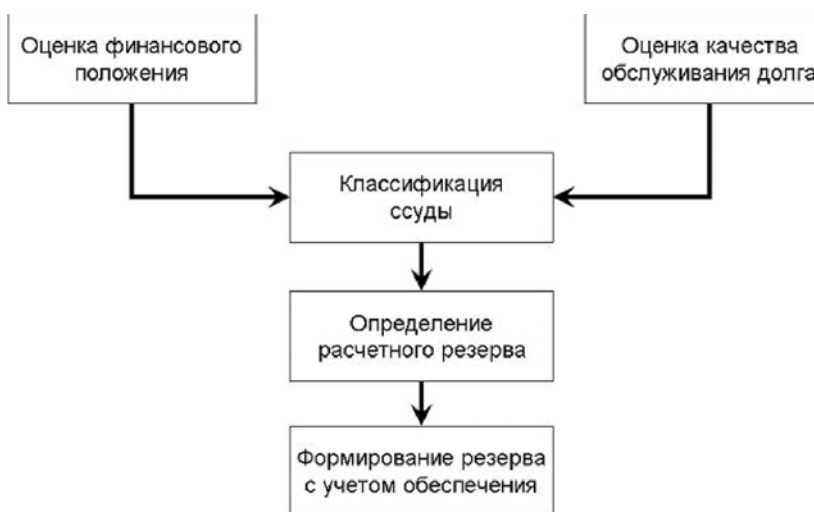 Оценка финансового
положения
Оценка качества
обслуживания долга
Классификация
ссуды
Определение
расчетного резерва
Формирование резерва
с учетом обеспечения